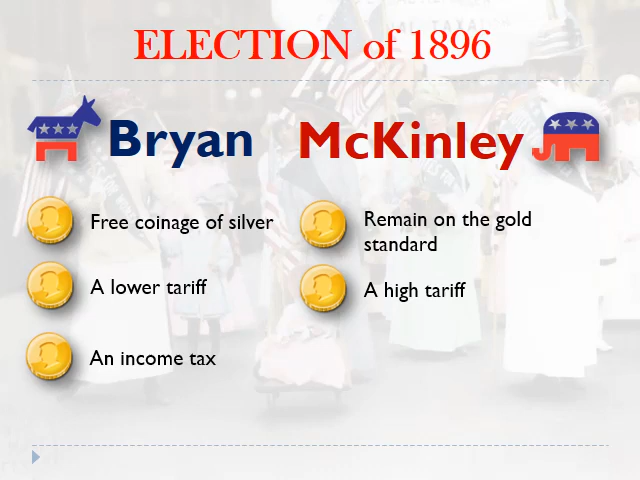 ELECTION of 1896
Bryan
McKinley
Free coinage of silver
A lower tariff
An income tax
Remain on the gold
standard
A high tariff